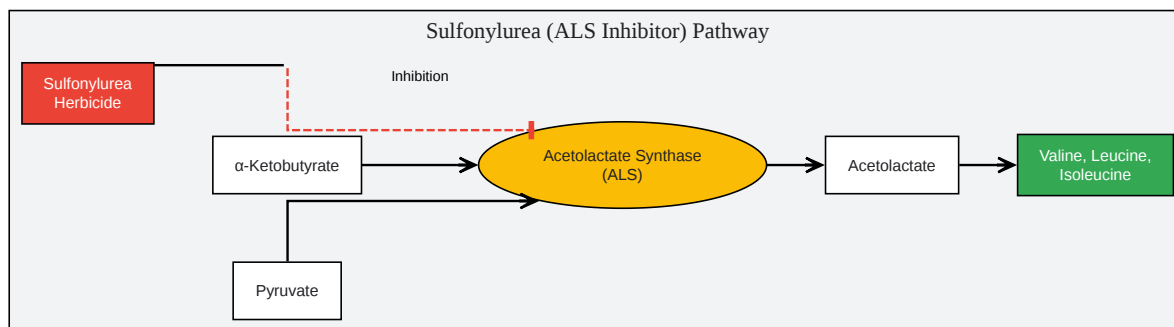 Sulfonylurea (ALS Inhibitor) Pathway
Sulfonylurea
Herbicide
Inhibition
α-Ketobutyrate
Acetolactate Synthase
(ALS)
Acetolactate
Valine, Leucine,
Isoleucine
Pyruvate